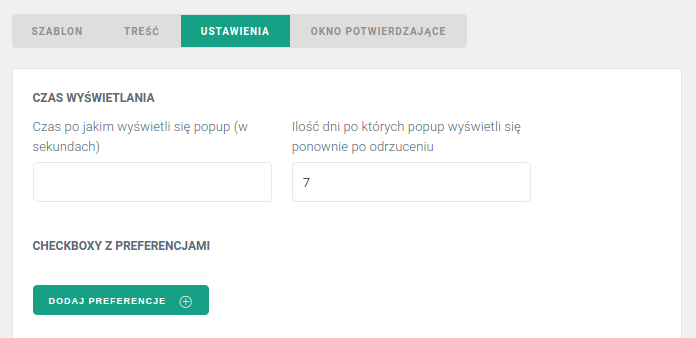 SZABLON
TREŚĆ
USTAWIENIA
OKNO POTWIERDZAJĄCE
CZAS WYŚWIETLANIA
Czas po jakim wyświetli się popup (w
sekundach)
Ilość dni po których popup wyświetli się
ponownie po odrzuceniu
7
CHECKBOXY Z PREFERENCJAMI
DODAJ PREFERENCJE